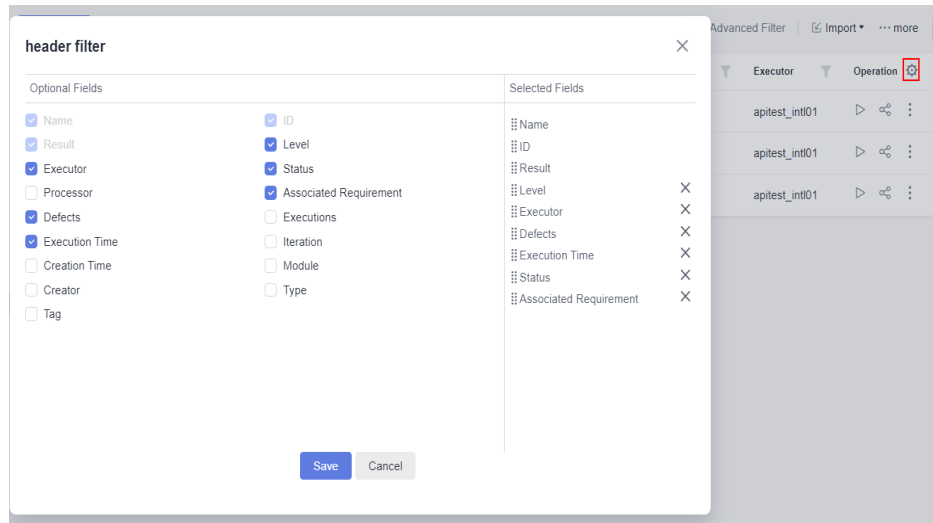 Advanced Filter Import ··· more
header filter
Optional Fields Selected Fields
Executor Operation
Name ID
Result Level
Executor Status
Processor Associated Requirement
Defects Executions
Execution Time Iteration
Creation Time Module
Creator Type
Tag
Name
ID
Result
Level
Executor
Defects
Execution Time
Status
Associated Requirement
apitest_intl01
apitest_intl01
apitest_intl01
Save Cancel